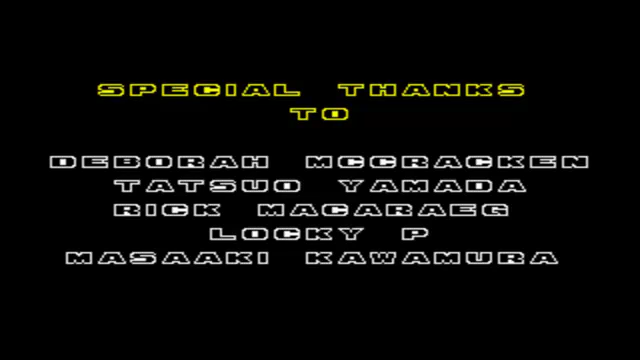 SPECIAL THANKS
TO
DEBORAH MCCRACKEN
TATSUO YAMADA
RICK MACARAEG
LOCKY P
MASAAKI KAWAMURA